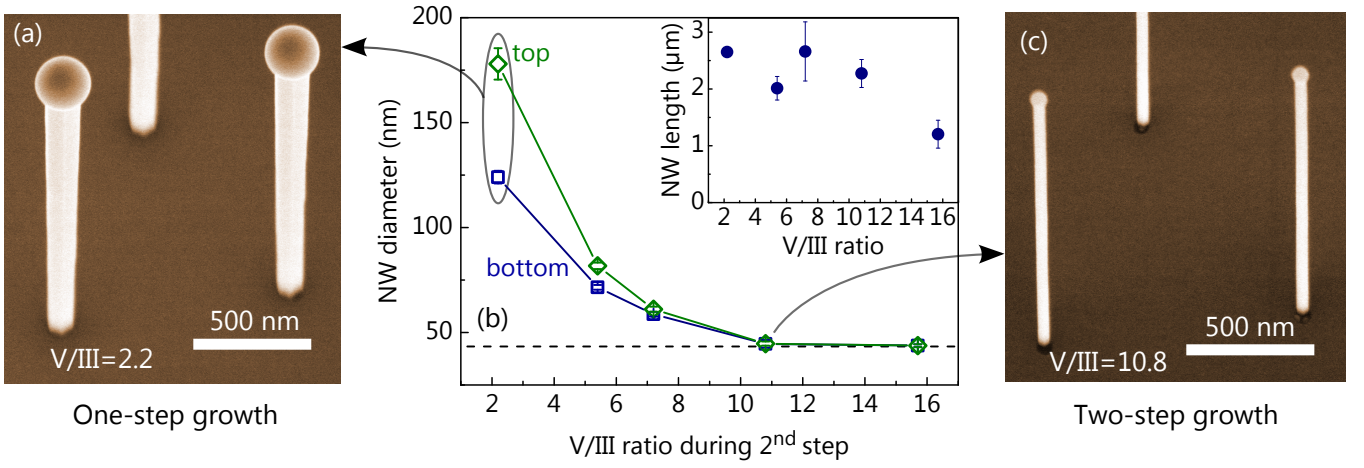 (a)
500 nm
V/III=2.2
One-step growth
200
150
100
50
NW diameter (nm)
top
bottom
(b)
2 4 6 8 10 12 14 16
V/III ratio during 2nd step
3
2
1
0
NW length (μm)
2 4 6 8 10 12 14 16
V/III ratio
(c)
500 nm
V/III=10.8
Two-step growth